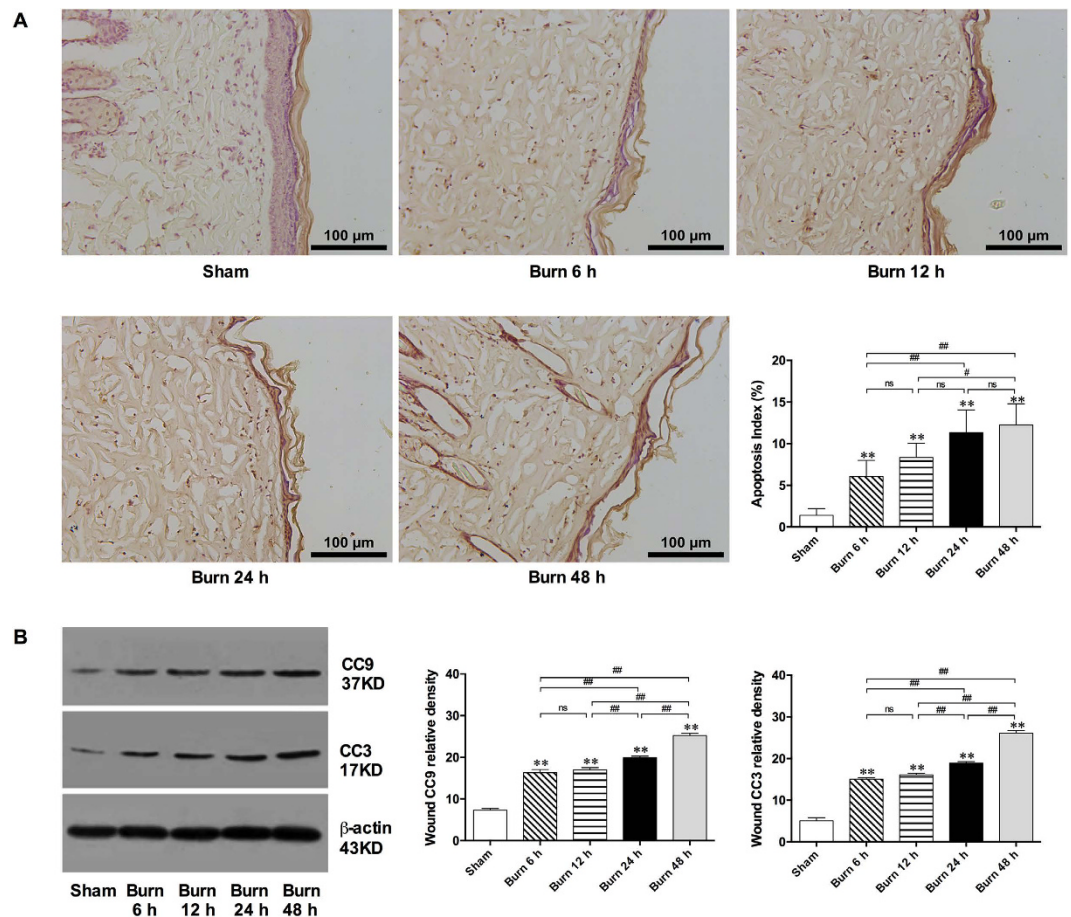 A
100 µm
100 µm
100 µm
Sham
Burn 6 h
Burn 12 h
100 µm
100 µm
Burn 24 h
Burn 48 h
Apoptosis Index (%)
20
15
10
5
0
##
##
#
ns
ns
ns
**
**
**
**
Sham
Burn 6 h
Burn 12 h
Burn 24 h
Burn 48 h
B
CC9
37KD
CC3
17KD
β-actin
43KD
Sham
Burn
6 h
Burn
12 h
Burn
24 h
Burn
48 h
Wound CC9 relative density
40
30
20
10
0
##
##
##
ns
##
##
**
**
**
**
Sham
Burn 6 h
Burn 12 h
Burn 24 h
Burn 48 h
Wound CC3 relative density
40
30
20
10
0
##
##
##
ns
##
##
**
**
**
**
Sham
Burn 6 h
Burn 12 h
Burn 24 h
Burn 48 h